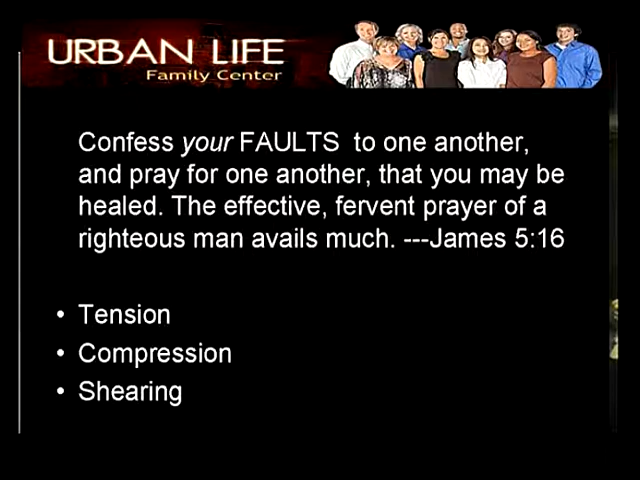 URBAN LIFE
Family Center
Confess your FAULTS to one another,
and pray for one another, that you may be
healed. The effective, fervent prayer of a
righteous man avails much. ---James 5:16
• Tension
• Compression
• Shearing